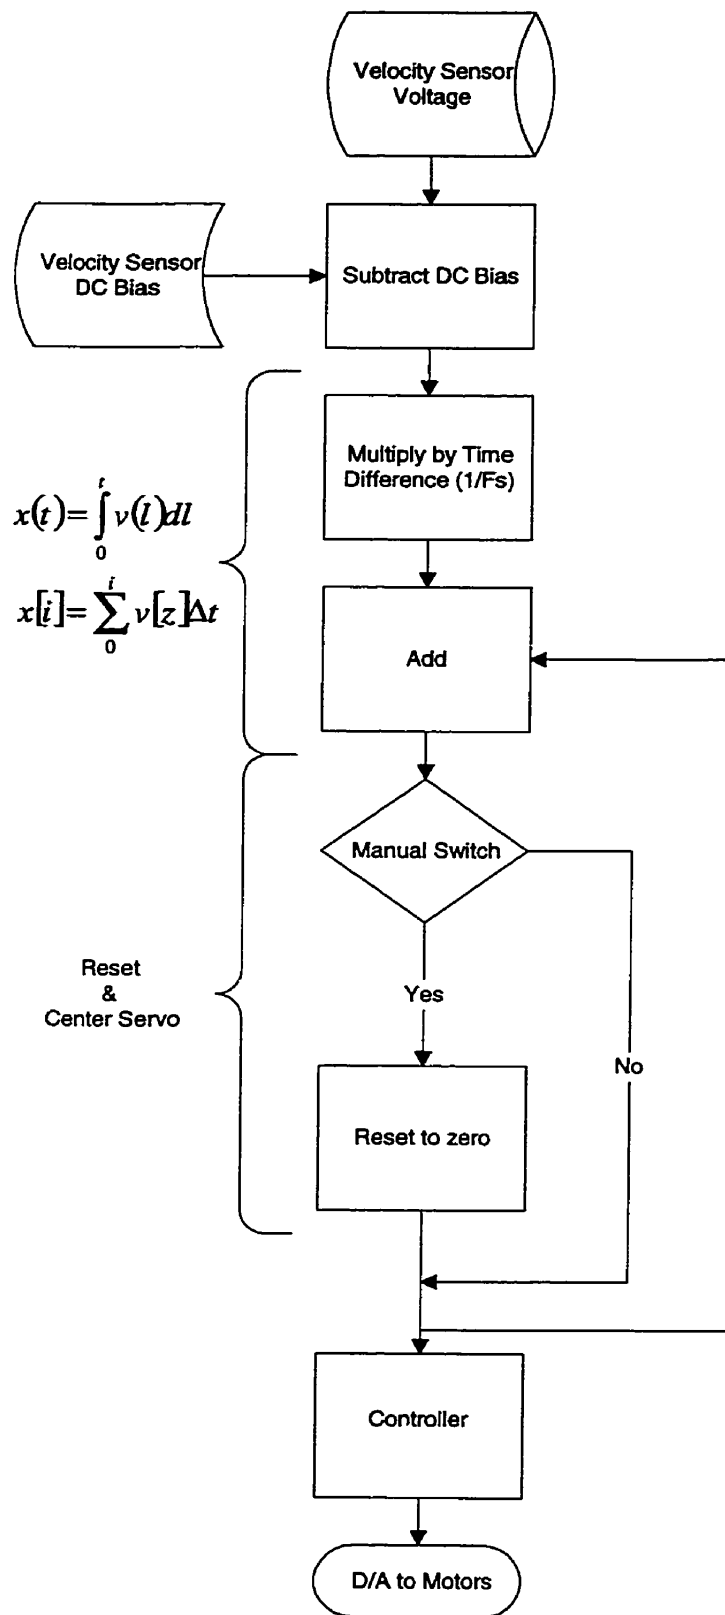 Velocity Sensor
Voltage
Velocity Sensor
DC Bias
Subtract DC Bias
Multiply by Time
Difference (1/Fs)
x(t)=∫₀ᵗ v(l)dl
x[i]=∑₀ⁱ v[z]Δt
Add
Manual Switch
Reset
&
Center Servo
Yes
No
Reset to zero
Controller
D/A to Motors